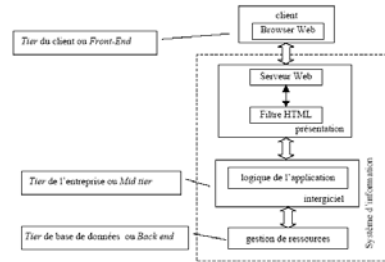 client
Browser Web
Tier du client ou Front-End
Serveur Web
Filtre HTML
présentation
logique de l'application
Tier de l'entreprise ou Mid tier
intergiciel
Tier de base de données ou Back end
gestion de ressources
Système d'information